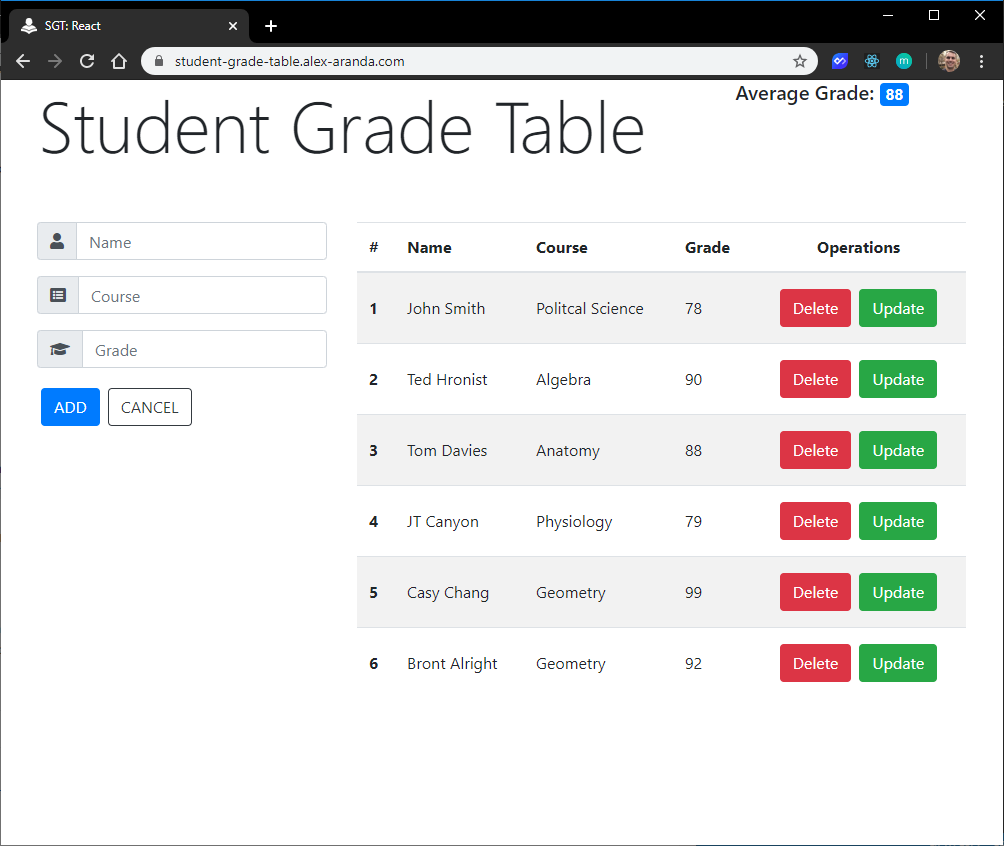 SGT: React
student-grade-table.alex-aranda.com
Student Grade Table
Average Grade: 88
Name
Course
Grade
ADD CANCEL
# Name Course Grade Operations
1 John Smith Politcal Science 78 Delete Update
2 Ted Hronist Algebra 90 Delete Update
3 Tom Davies Anatomy 88 Delete Update
4 JT Canyon Physiology 79 Delete Update
5 Casy Chang Geometry 99 Delete Update
6 Bront Alright Geometry 92 Delete Update